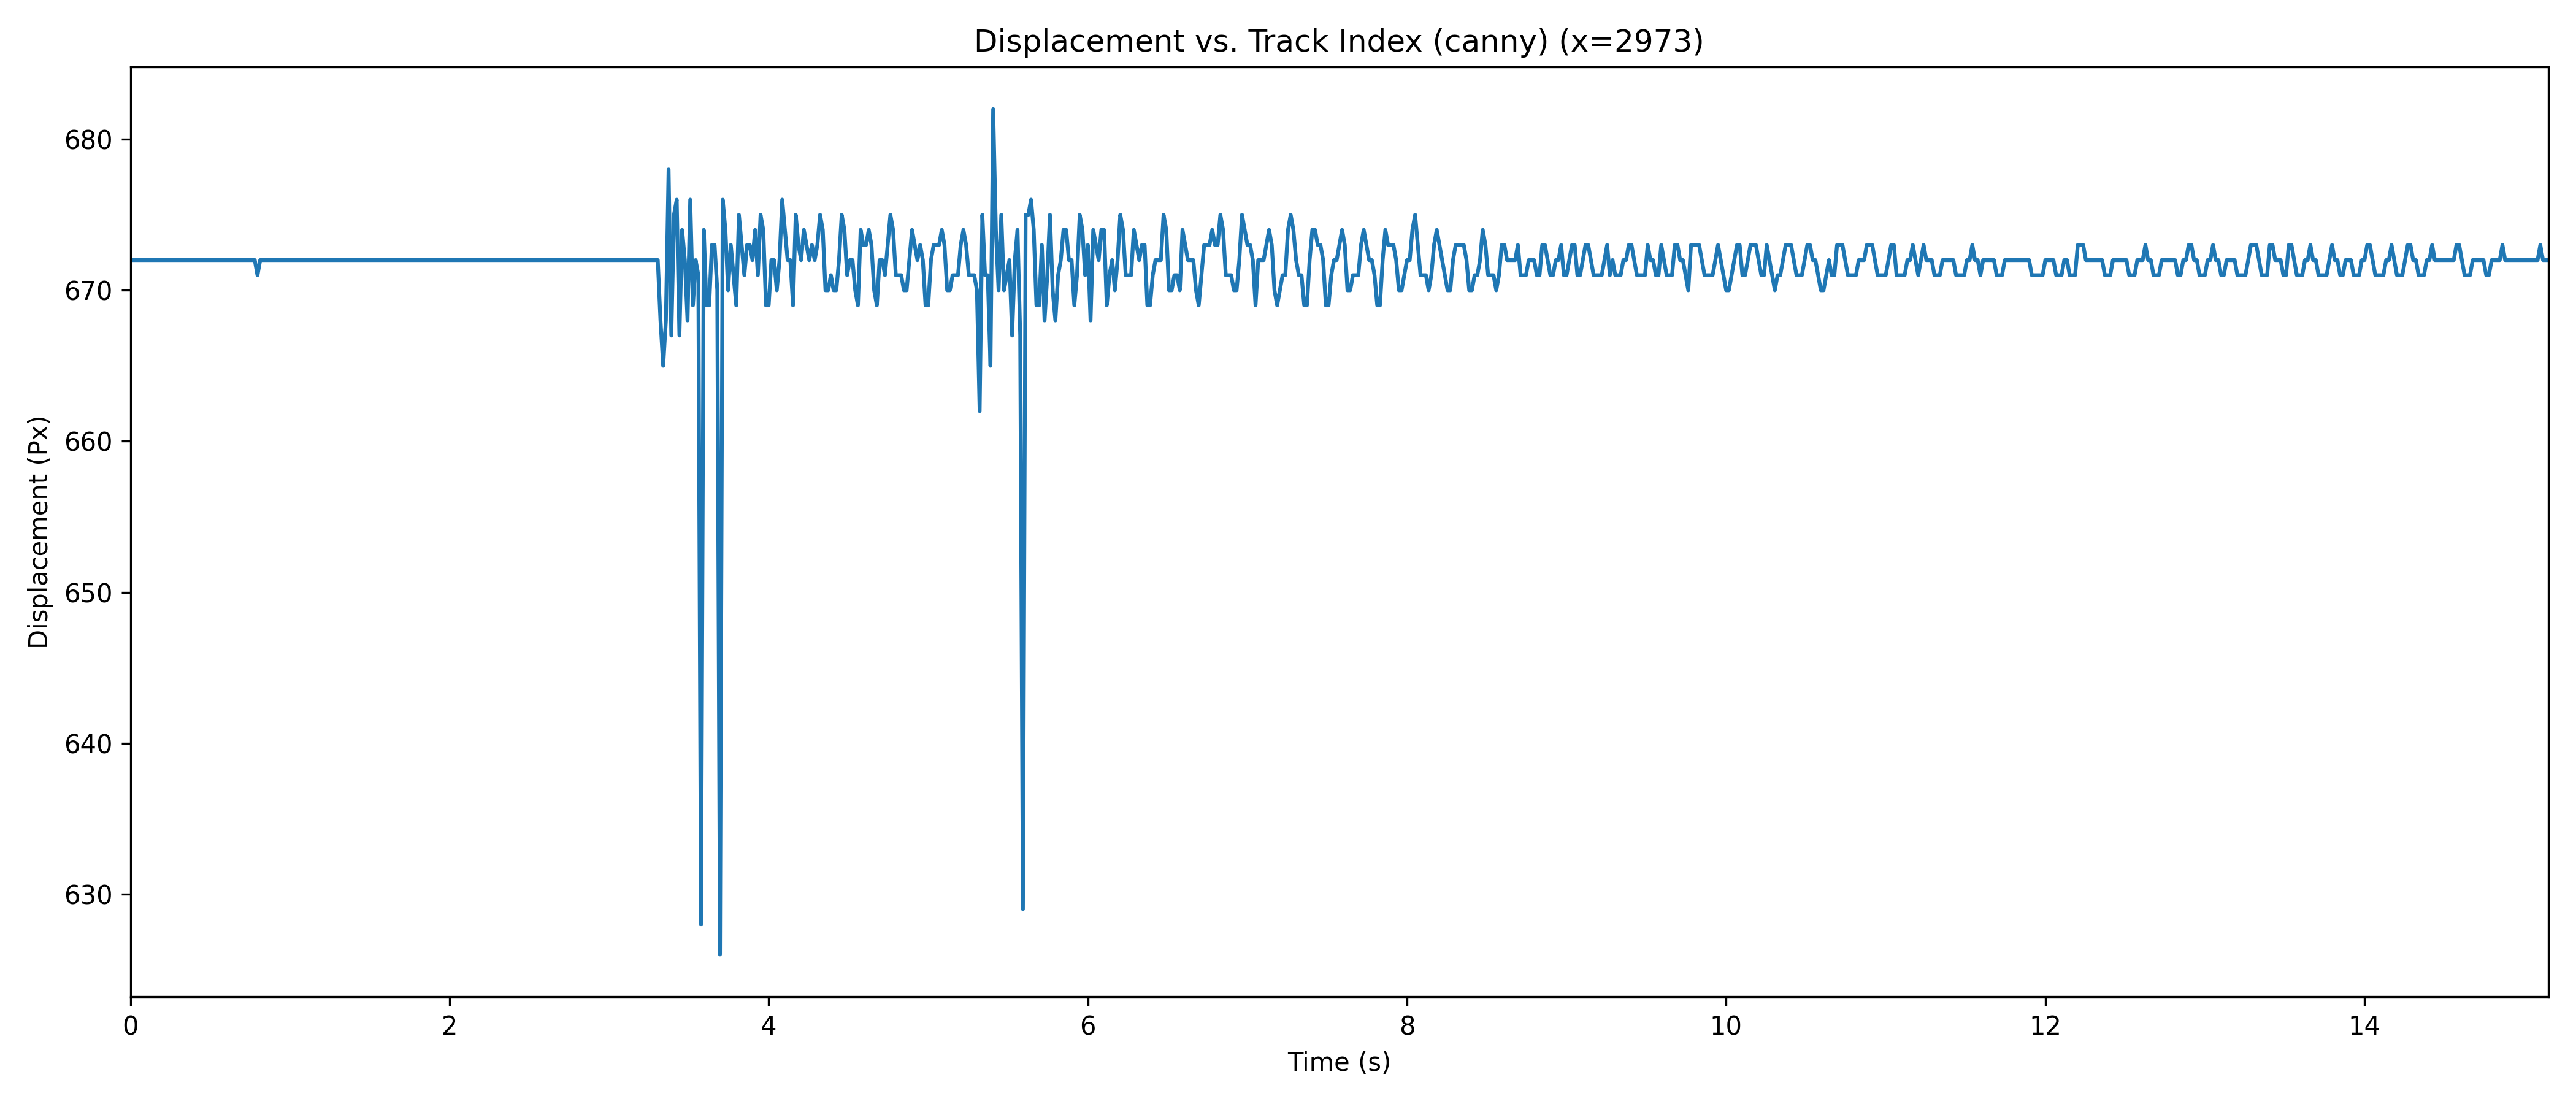 Displacement vs. Track Index (canny) (x=2973)
Displacement (Px)
680
670
660
650
640
630
0 2 4 6 8 10 12 14
Time (s)